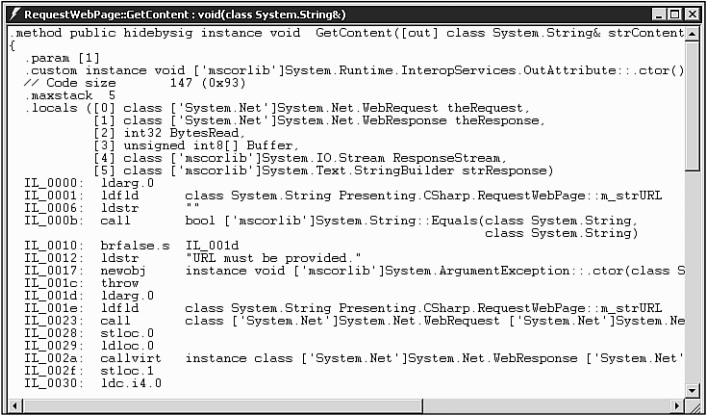 RequestWebPage::GetContent : void(class System.String&)
.method public hidebysig instance void  GetContent([out] class System.String& strContent
{
  .param [1]
  .custom instance void ['mscorlib']System.Runtime.InteropServices.OutAttribute::.ctor()
  // Code size       147 (0x93)
  .maxstack  5
  .locals ([0] class ['System.Net']System.Net.WebRequest theRequest,
           [1] class ['System.Net']System.Net.WebResponse theResponse,
           [2] int32 BytesRead,
           [3] unsigned int8[] Buffer,
           [4] class ['mscorlib']System.IO.Stream ResponseStream,
           [5] class ['mscorlib']System.Text.StringBuilder strResponse)
  IL_0000:  ldarg.0
  IL_0001:  ldfld      class System.String Presenting.CSharp.RequestWebPage::m_strURL
  IL_0006:  ldstr      ""
  IL_000b:  call       bool ['mscorlib']System.String::Equals(class System.String,
                                                              class System.String)
  IL_0010:  brfalse.s  IL_001d
  IL_0012:  ldstr      "URL must be provided."
  IL_0017:  newobj     instance void ['mscorlib']System.ArgumentException::.ctor(class S
  IL_001c:  throw
  IL_001d:  ldarg.0
  IL_001e:  ldfld      class System.String Presenting.CSharp.RequestWebPage::m_strURL
  IL_0023:  call       class ['System.Net']System.Net.WebRequest ['System.Net']System.Ne
  IL_0028:  stloc.0
  IL_0029:  ldloc.0
  IL_002a:  callvirt   instance class ['System.Net']System.Net.WebResponse ['System.Net'
  IL_002f:  stloc.1
  IL_0030:  ldc.i4.0